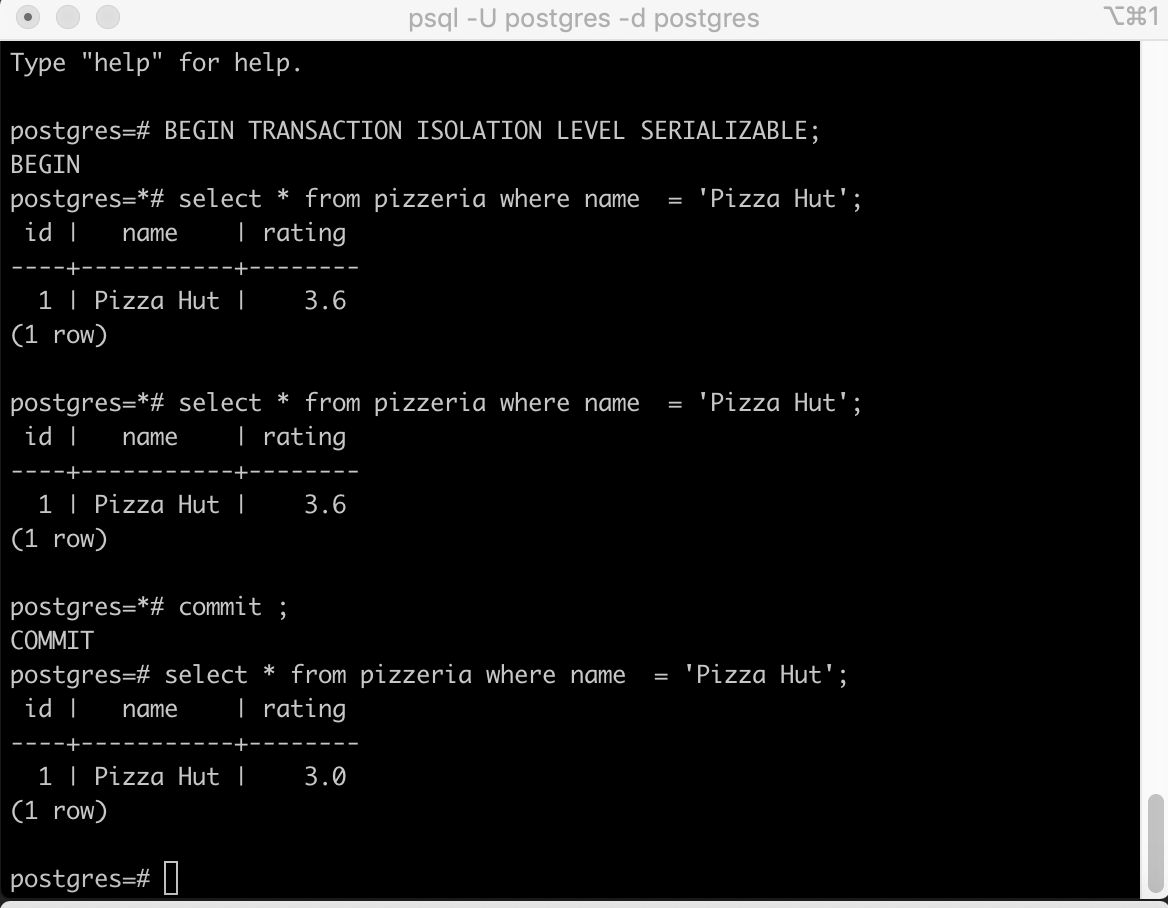 psql -U postgres -d postgres
⌥⌘1
Type "help" for help.
postgres=# BEGIN TRANSACTION ISOLATION LEVEL SERIALIZABLE;
BEGIN
postgres=*# select * from pizzeria where name  = 'Pizza Hut';
 id |   name    | rating
----+-----------+--------
  1 | Pizza Hut |    3.6
(1 row)
postgres=*# select * from pizzeria where name  = 'Pizza Hut';
 id |   name    | rating
----+-----------+--------
  1 | Pizza Hut |    3.6
(1 row)
postgres=*# commit ;
COMMIT
postgres=# select * from pizzeria where name  = 'Pizza Hut';
 id |   name    | rating
----+-----------+--------
  1 | Pizza Hut |    3.0
(1 row)
postgres=#